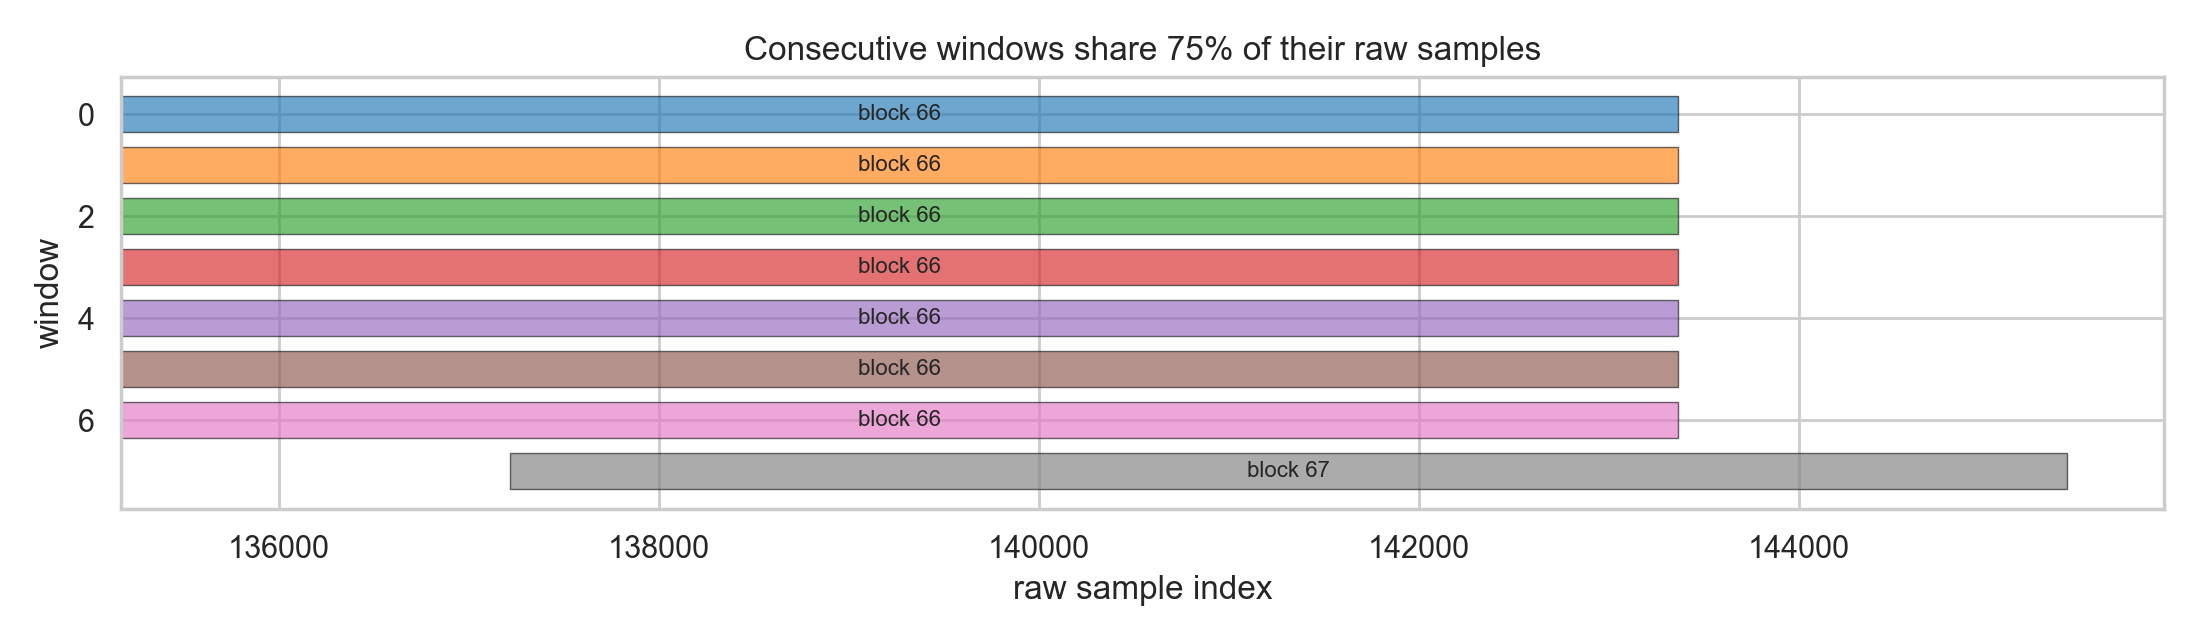 Consecutive windows share 75% of their raw samples
0
block 66
block 66
2
block 66
block 66
4
block 66
block 66
6
block 66
block 67
window
136000
138000
140000
142000
144000
raw sample index